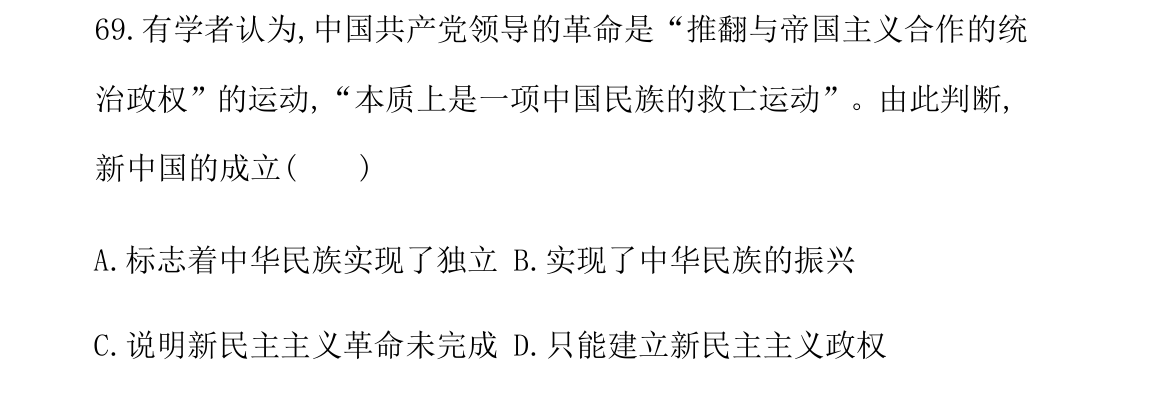 69.有学者认为,中国共产党领导的革命是“推翻与帝国主义合作的统
治政权”的运动,“本质上是一项中国民族的救亡运动”。由此判断,
新中国的成立(　　)
A.标志着中华民族实现了独立 B.实现了中华民族的振兴
C.说明新民主主义革命未完成 D.只能建立新民主主义政权